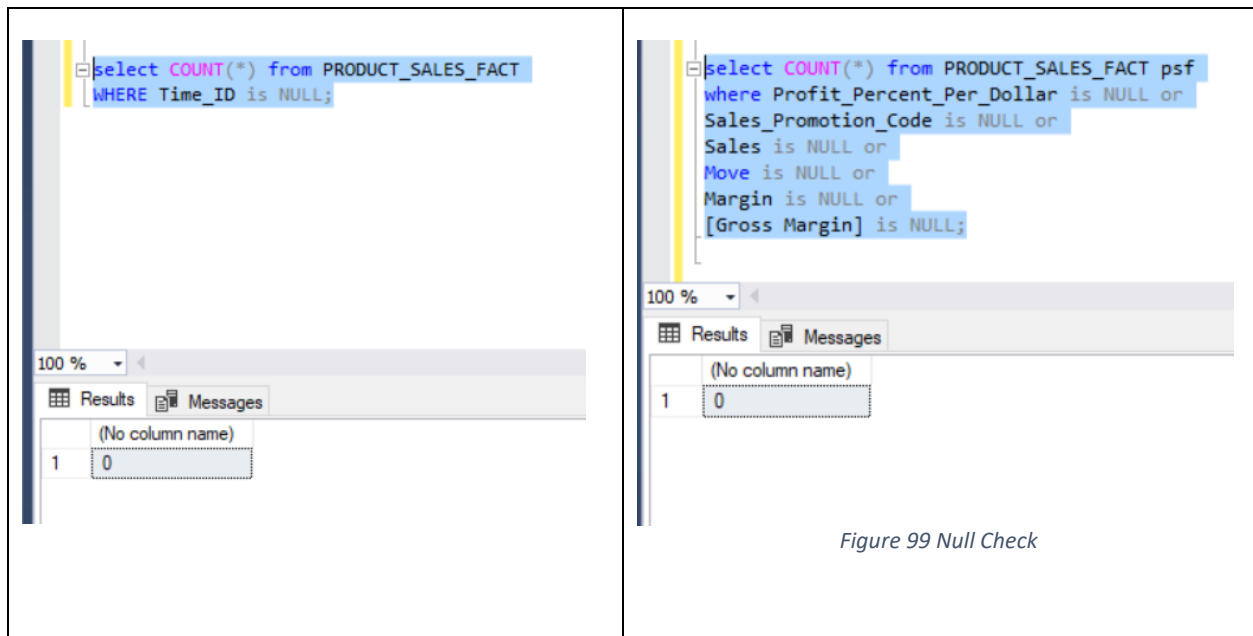 select COUNT(*) from PRODUCT_SALES_FACT
WHERE Time_ID is NULL;
100 %
Results Messages
(No column name)
1 0
select COUNT(*) from PRODUCT_SALES_FACT psf
where Profit_Percent_Per_Dollar is NULL or
Sales_Promotion_Code is NULL or
Sales is NULL or
Move is NULL or
Margin is NULL or
[Gross Margin] is NULL;
100 %
Results Messages
(No column name)
1 0
Figure 99 Null Check